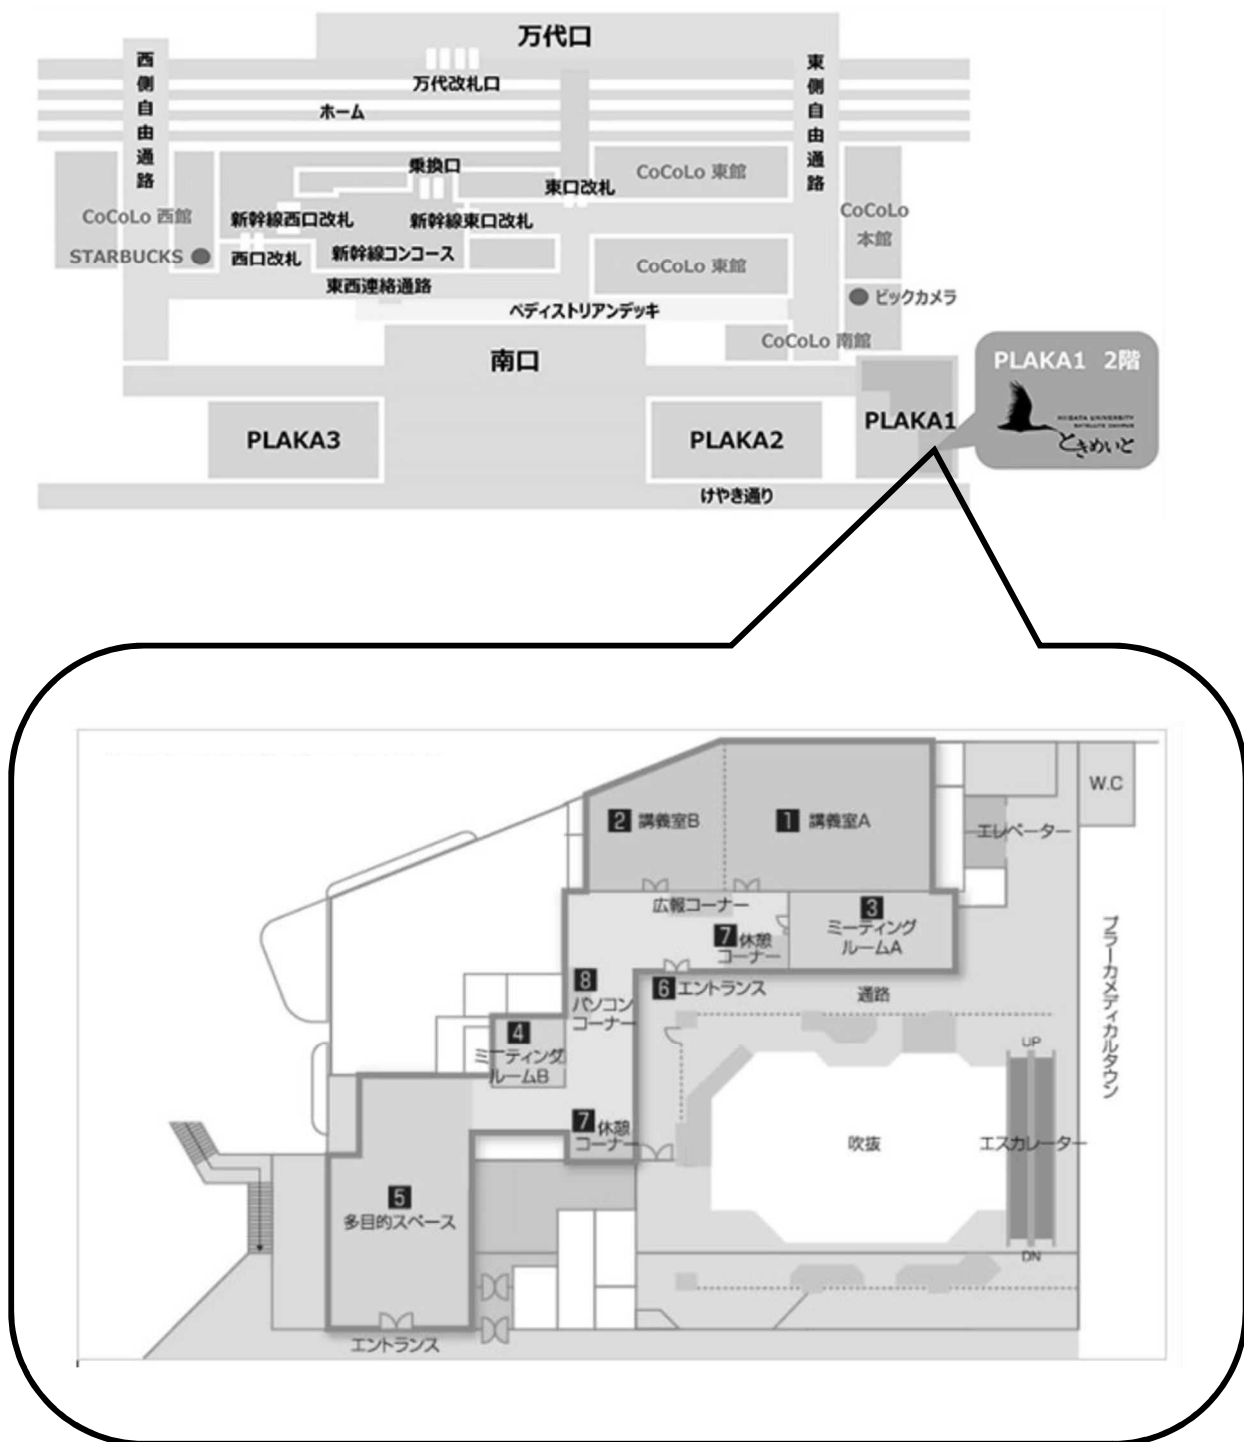 万代口
西側自由通路
東側自由通路
万代改札口
ホーム
乗換口
東口改札
CoCoLo 東館
CoCoLo 西館
新幹線西口改札
新幹線東口改札
CoCoLo
本館
STARBUCKS
西口改札
新幹線コンコース
CoCoLo 東館
東西連絡通路
ペディストリアンデッキ
ビックカメラ
CoCoLo 南館
南口
PLAKA1 2階
NIIGATA UNIVERSITY
SATELLITE CAMPUS
ときめいと
PLAKA3
PLAKA2
PLAKA1
けやき通り
W.C
2 講義室B
1 講義室A
エレベーター
広報コーナー
3
ミーティング
ルームA
7 休憩
コーナー
プラーカメディカルタウン
8
パソコン
コーナー
6 エントランス
通路
4
ミーティング
ルームB
UP
7 休憩
コーナー
吹抜
エスカレーター
5
多目的スペース
DN
エントランス